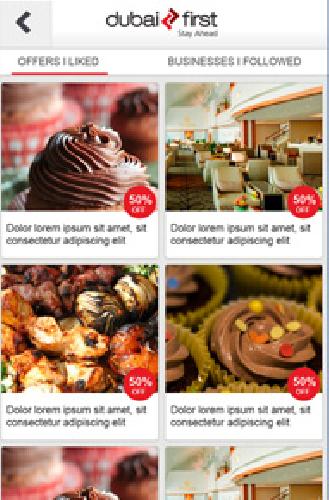 dubai first
Stay Ahead
OFFERS I LIKED
BUSINESSES I FOLLOWED
50%
OFF
50%
OFF
Dolor lorem ipsum sit amet, sit
consectetur adipiscing elit
Dolor lorem ipsum sit amet, sit
consectetur adipiscing elit
50%
OFF
50%
OFF
Dolor lorem ipsum sit amet, sit
consectetur adipiscing elit
Dolor lorem ipsum sit amet, sit
consectetur adipiscing elit